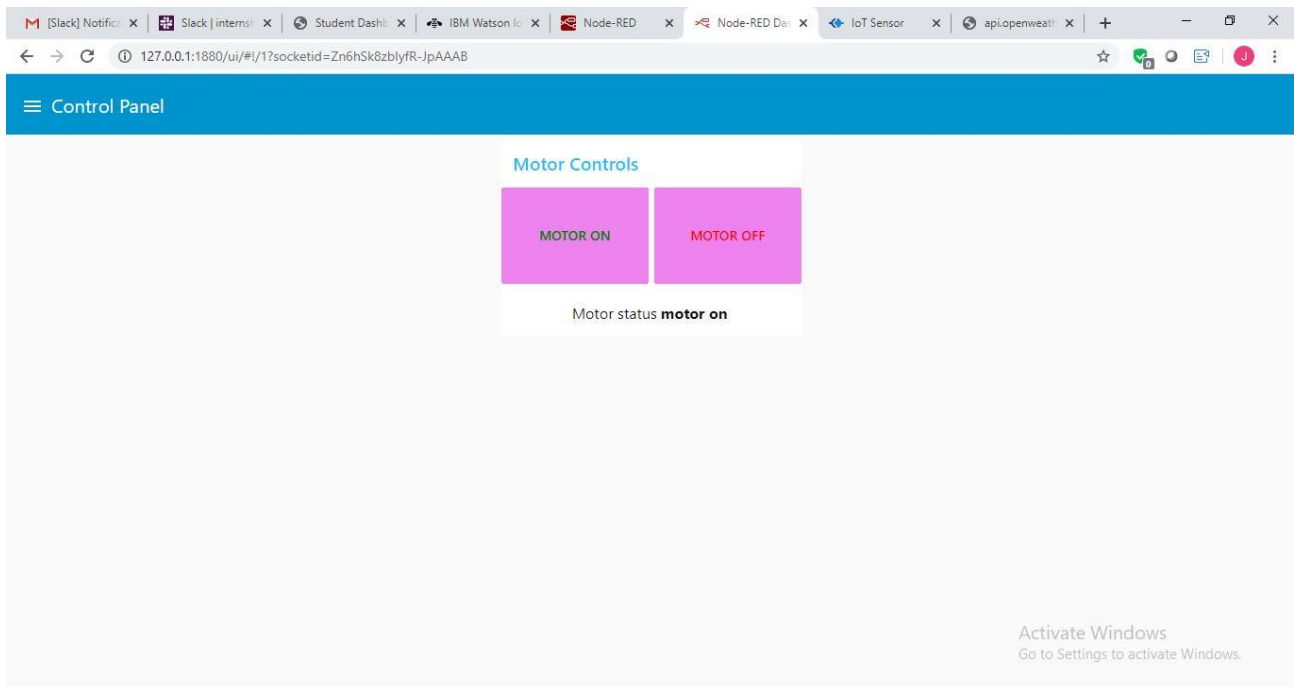 [Slack] Notifica
Slack | internsh
Student Dashb
IBM Watson Io
Node-RED
Node-RED Das
IoT Sensor
api.openweath
127.0.0.1:1880/ui/#!/1?socketid=Zn6hSk8zblyfR-JpAAAB
0
J
Control Panel
Motor Controls
MOTOR ON
MOTOR OFF
Motor status motor on
Activate Windows
Go to Settings to activate Windows.